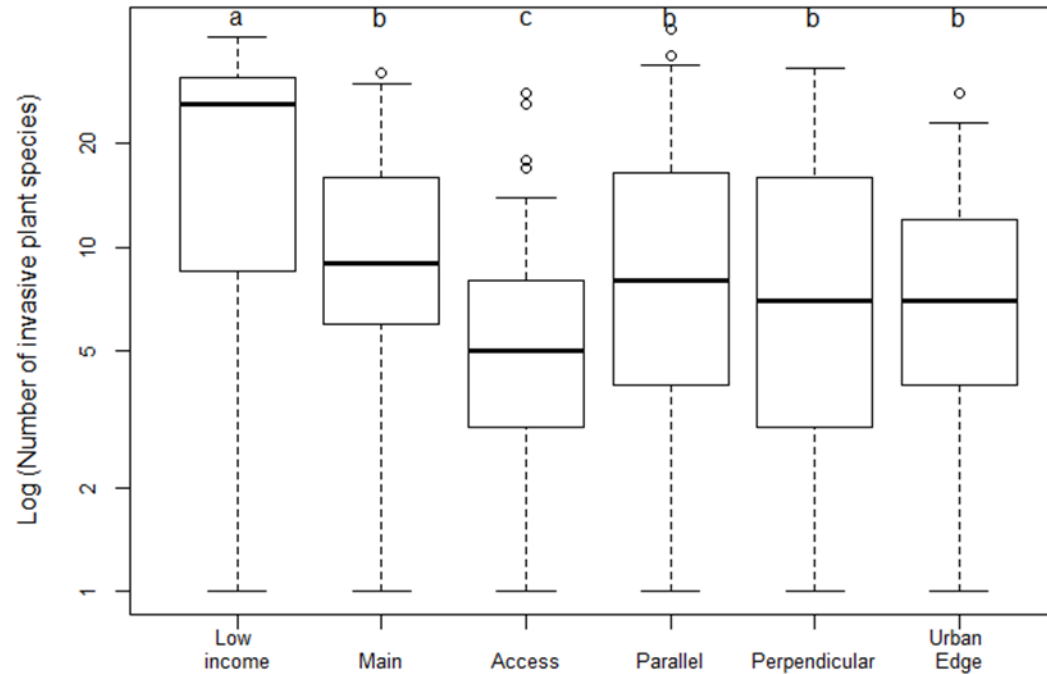 a b c b b b
Log (Number of invasive plant species)
20
10
5
2
1
Low
income
Main
Access
Parallel
Perpendicular
Urban
Edge